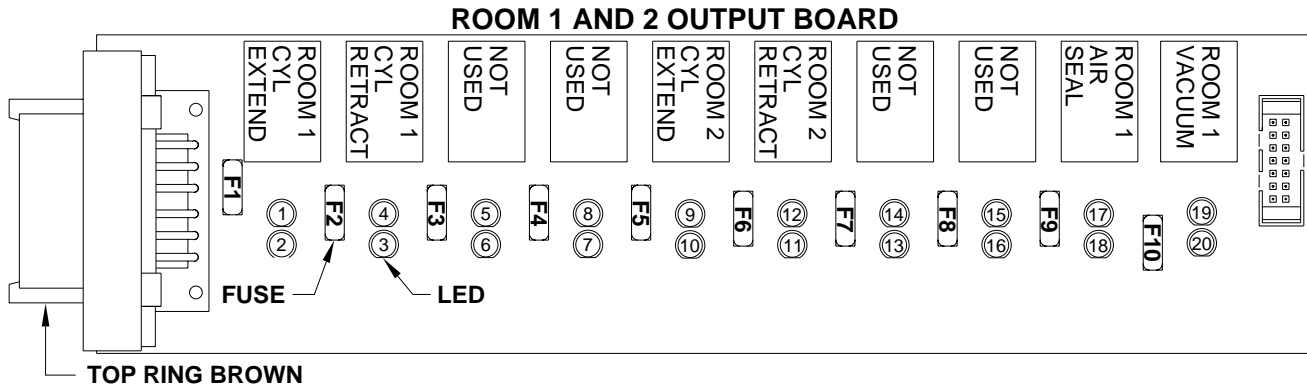 ROOM 1 AND 2 OUTPUT BOARD
ROOM 1
CYL
EXTEND
ROOM 1
CYL
RETRACT
NOT
USED
NOT
USED
ROOM 2
CYL
EXTEND
ROOM 2
CYL
RETRACT
NOT
USED
NOT
USED
ROOM 1
AIR
SEAL
ROOM 1
VACUUM
F1
F2
F3
F4
F5
F6
F7
F8
F9
F10
1 4 5 8 9 12 14 15 17 19
2 3 6 7 10 11 13 16 18 20
FUSE
LED
TOP RING BROWN